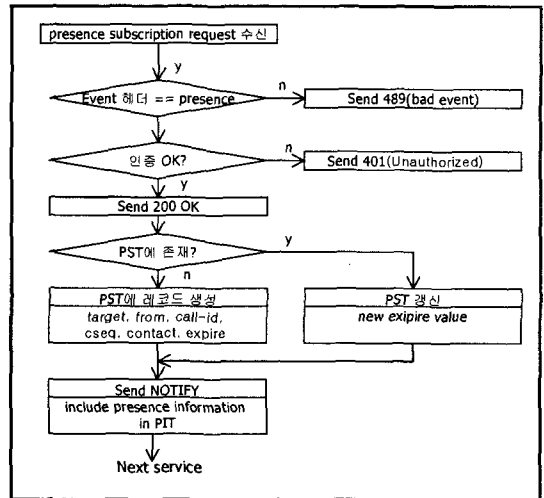 presence subscription request 수신
y
Event 헤더 == presence
n
Send 489(bad event)
인증 OK?
n
Send 401(Unauthorized)
y
Send 200 OK
PST에 존재?
y
n
PST에 레코드 생성
target, from, call-id,
cseq, contact, expire
PST 갱신
new exipire value
Send NOTIFY
include presence information
in PIT
Next service